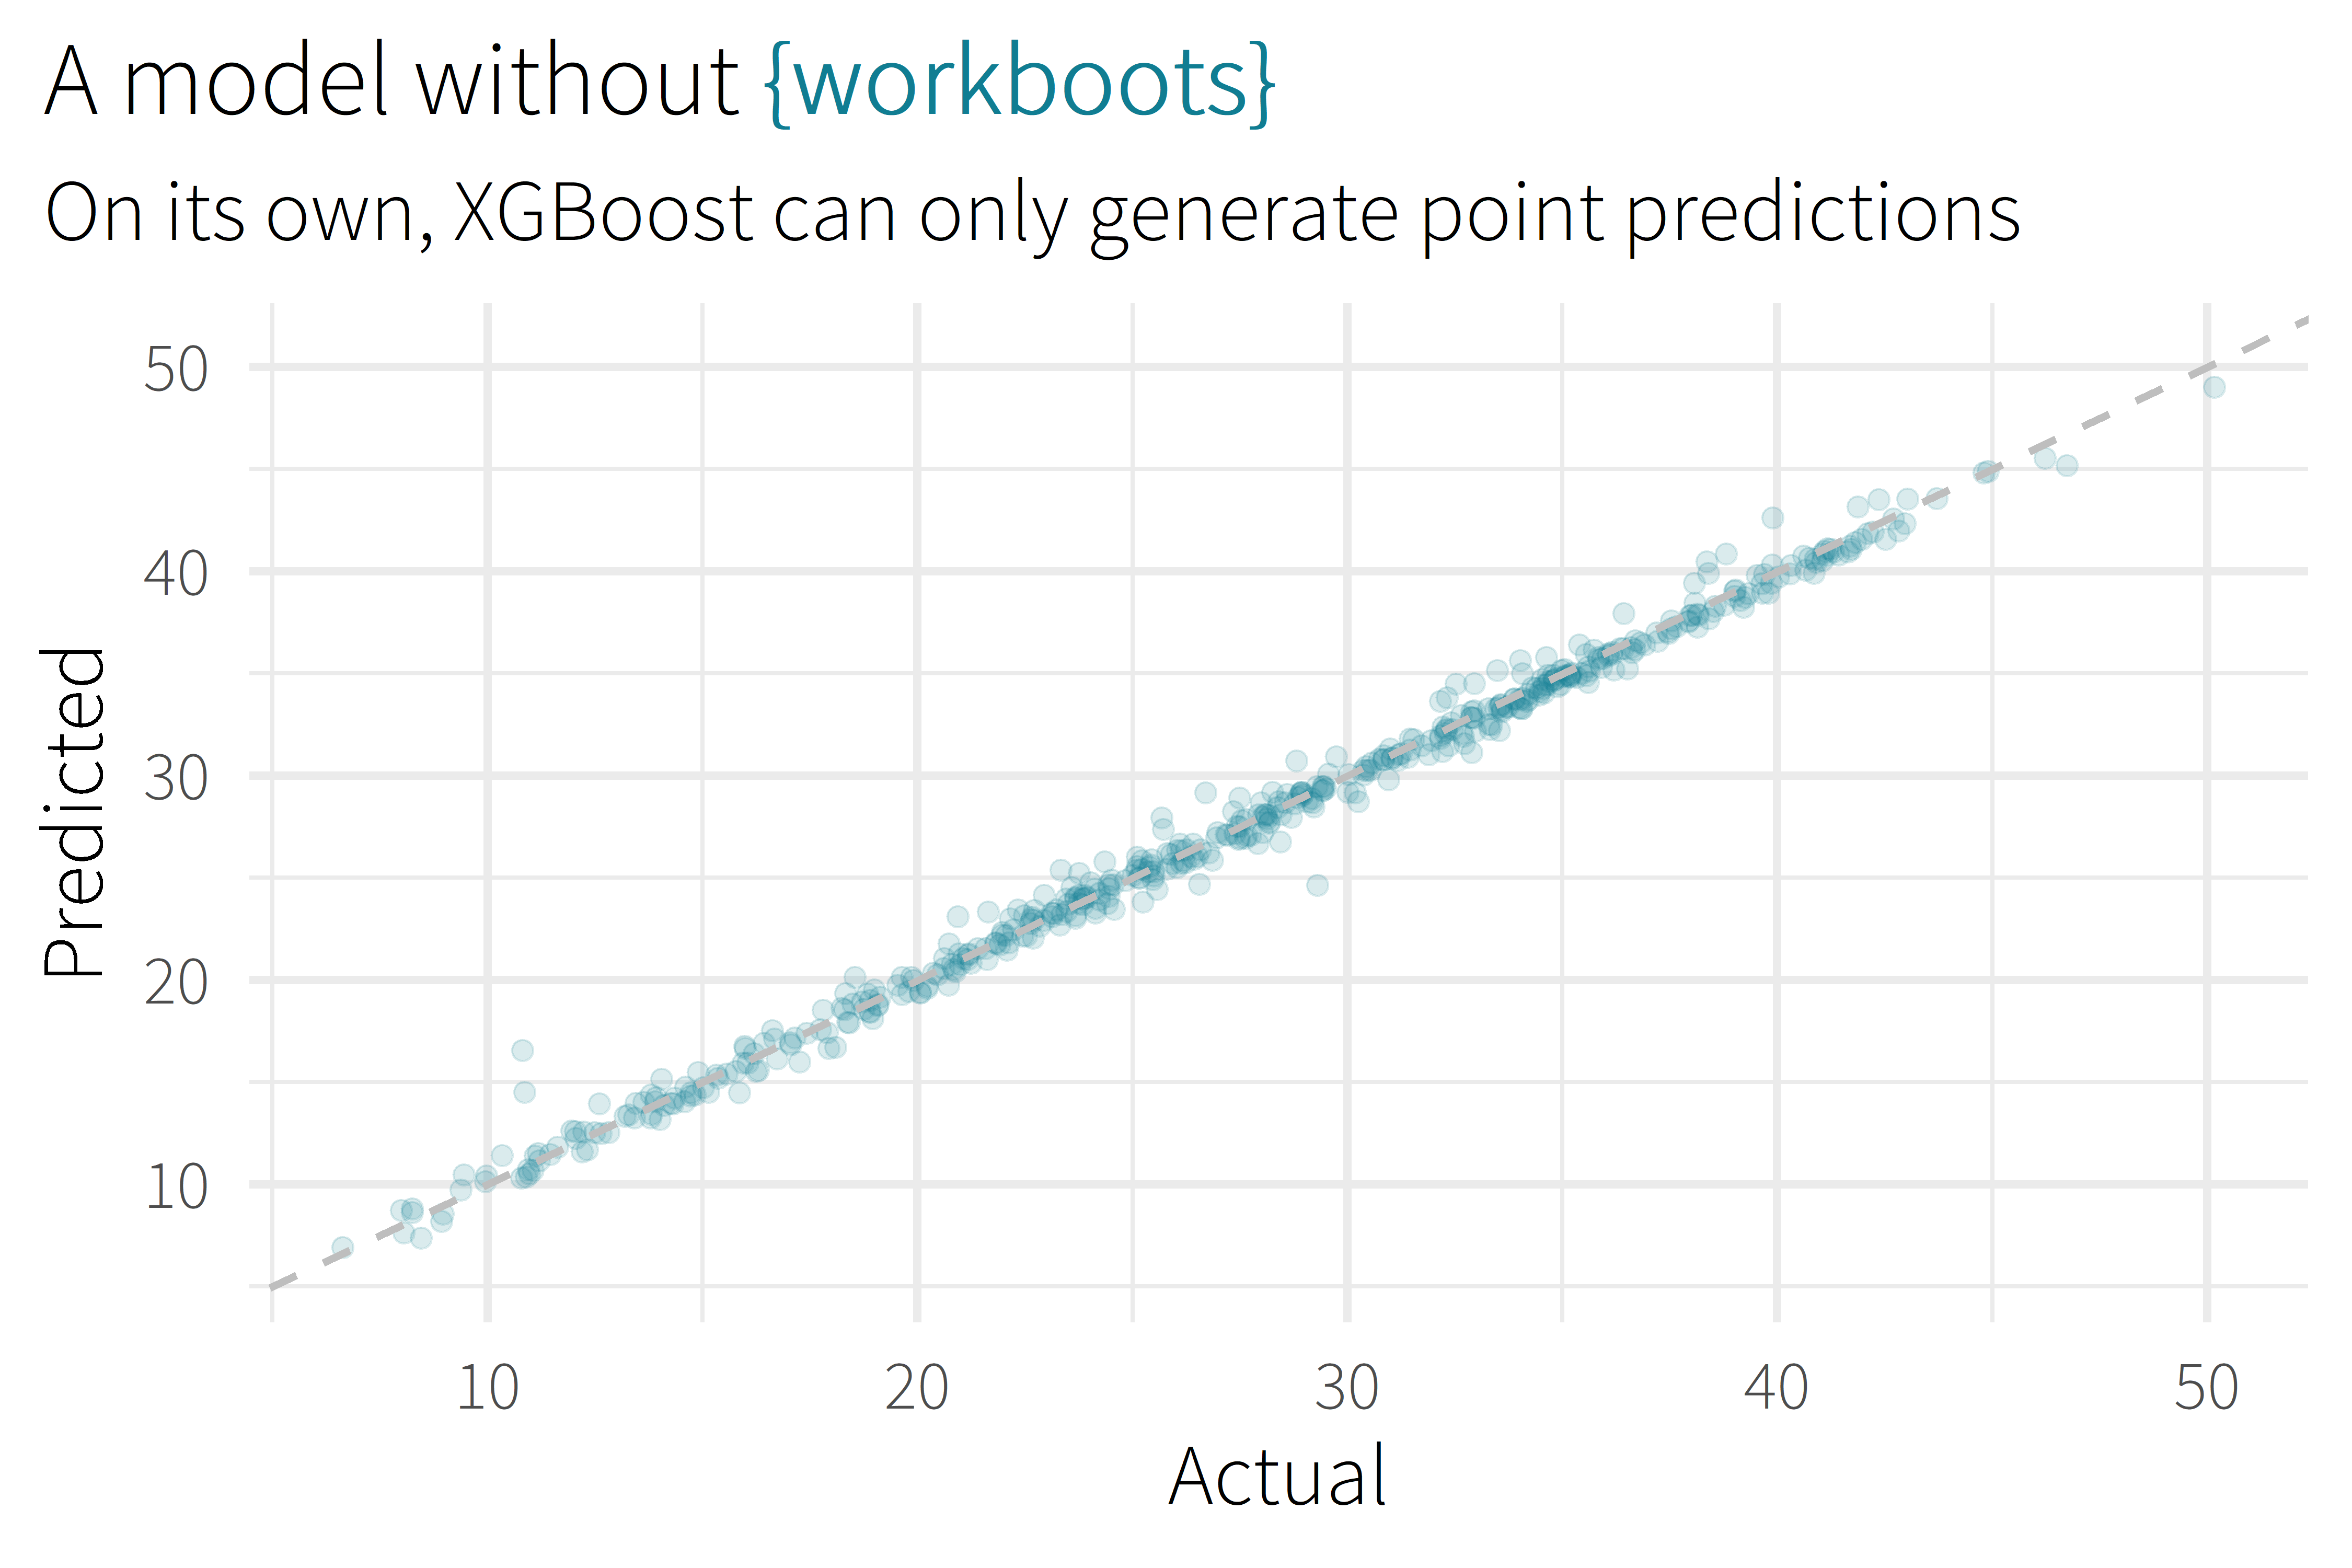 A model without {workboots}
On its own, XGBoost can only generate point predictions
50
40
30
20
10
Predicted
10 20 30 40 50
Actual